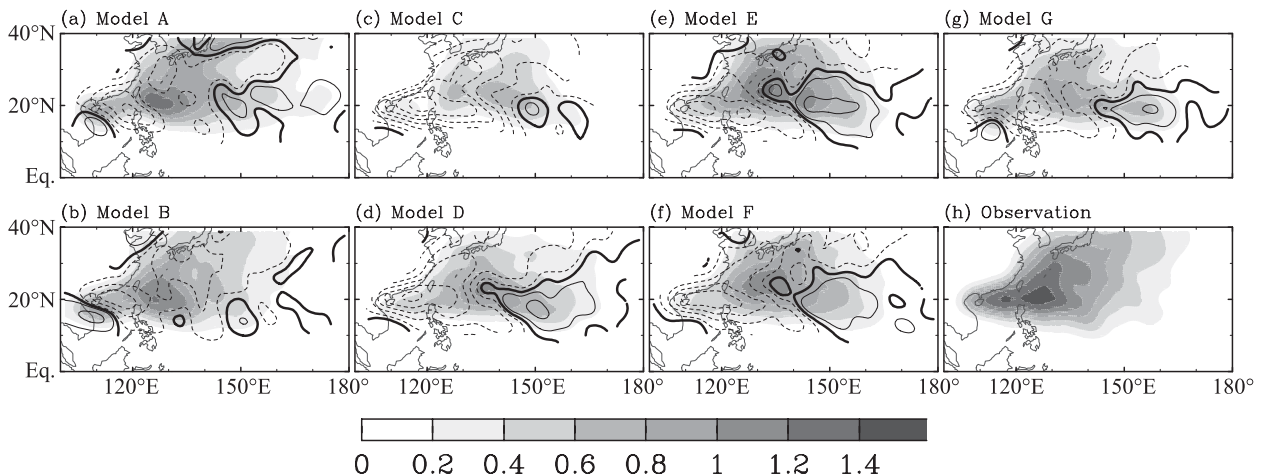 (a) Model A (c) Model C (e) Model E (g) Model G
40°N
20°N
Eq.
(b) Model B (d) Model D (f) Model F (h) Observation
40°N
20°N
Eq.
120°E 150°E 180° 120°E 150°E 180° 120°E 150°E 180° 120°E 150°E 180°
0 0.2 0.4 0.6 0.8 1 1.2 1.4